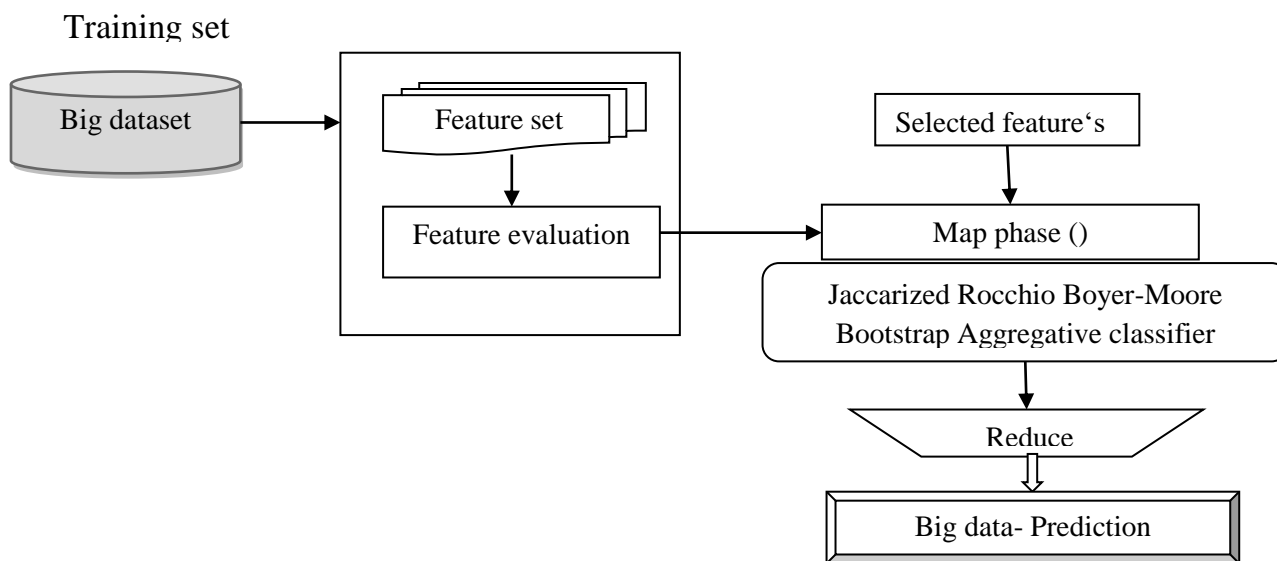 Training set
Big dataset
Feature set
Feature evaluation
Selected feature‘s
Map phase ()
Jaccarized Rocchio Boyer-Moore
Bootstrap Aggregative classifier
Reduce
Big data- Prediction